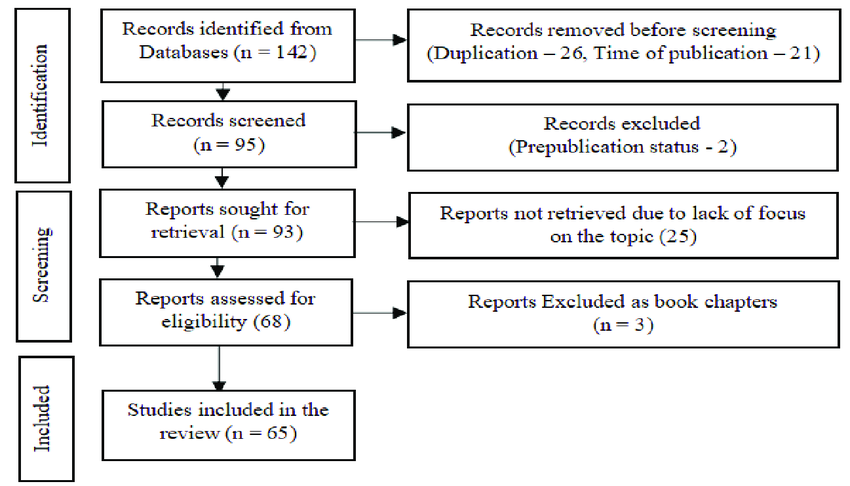 Identification
Records identified from
Databases (n = 142)
Records removed before screening
(Duplication – 26, Time of publication – 21)
Records screened
(n = 95)
Records excluded
(Prepublication status - 2)
Screening
Reports sought for
retrieval (n = 93)
Reports not retrieved due to lack of focus
on the topic (25)
Reports assessed for
eligibility (68)
Reports Excluded as book chapters
(n = 3)
Included
Studies included in the
review (n = 65)